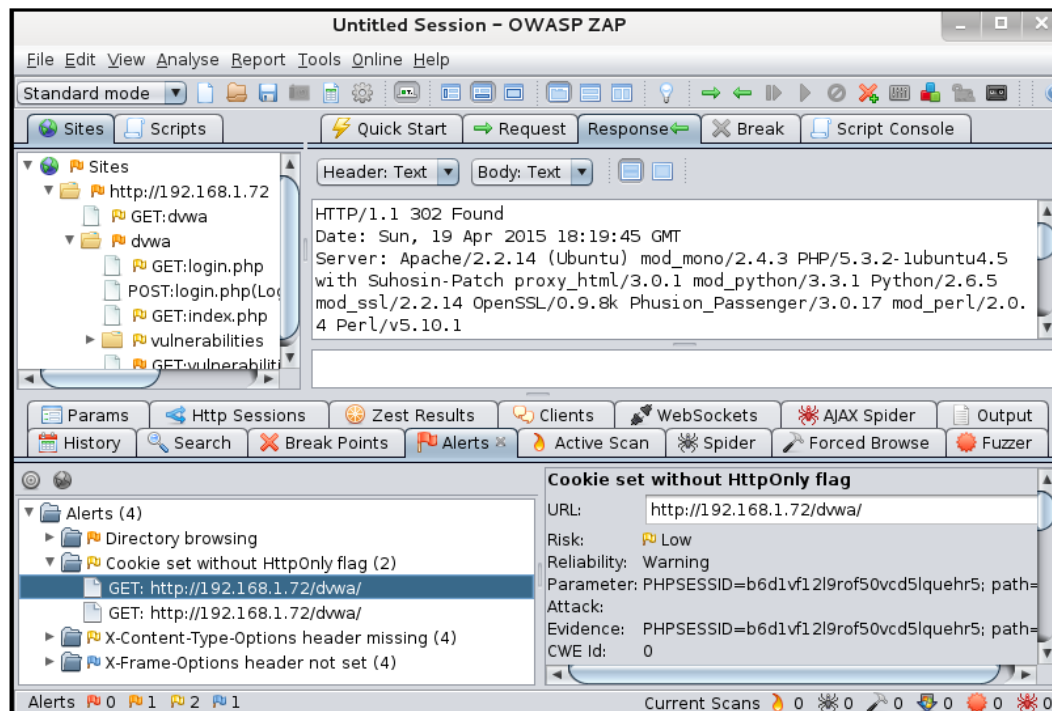 Untitled Session - OWASP ZAP
File Edit View Analyse Report Tools Online Help
Standard mode
Sites Scripts
Quick Start Request Response Break Script Console
Sites
http://192.168.1.72
GET:dvwa
dvwa
GET:login.php
POST:login.php(Log
GET:index.php
vulnerabilities
GET:vulnerabiliti
Header: Text Body: Text
HTTP/1.1 302 Found
Date: Sun, 19 Apr 2015 18:19:45 GMT
Server: Apache/2.2.14 (Ubuntu) mod_mono/2.4.3 PHP/5.3.2-1ubuntu4.5
with Suhosin-Patch proxy_html/3.0.1 mod_python/3.3.1 Python/2.6.5
mod_ssl/2.2.14 OpenSSL/0.9.8k Phusion_Passenger/3.0.17 mod_perl/2.0.
4 Perl/v5.10.1
Params Http Sessions Zest Results Clients WebSockets AJAX Spider Output
History Search Break Points Alerts Active Scan Spider Forced Browse Fuzzer
Alerts (4)
Directory browsing
Cookie set without HttpOnly flag (2)
GET: http://192.168.1.72/dvwa/
GET: http://192.168.1.72/dvwa/
X-Content-Type-Options header missing (4)
X-Frame-Options header not set (4)
Cookie set without HttpOnly flag
URL: http://192.168.1.72/dvwa/
Risk: Low
Reliability: Warning
Parameter: PHPSESSID=b6d1vf12l9rof50vcd5lquehr5; path=
Attack:
Evidence: PHPSESSID=b6d1vf12l9rof50vcd5lquehr5; path=
CWE Id: 0
Alerts 0 1 2 1
Current Scans 0 0 0 0 0 0